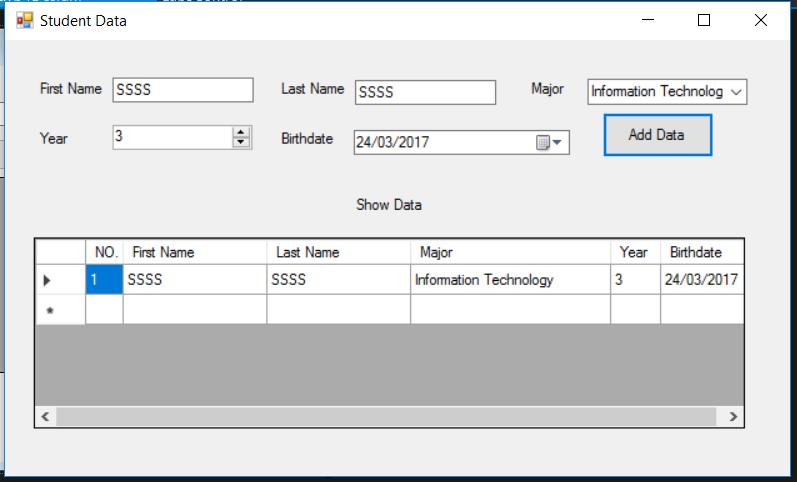 Student Data
First Name SSSS Last Name SSSS Major Information Technolog
Year 3 Birthdate 24/03/2017 Add Data
Show Data
NO. First Name Last Name Major Year Birthdate
1 SSSS SSSS Information Technology 3 24/03/2017
*